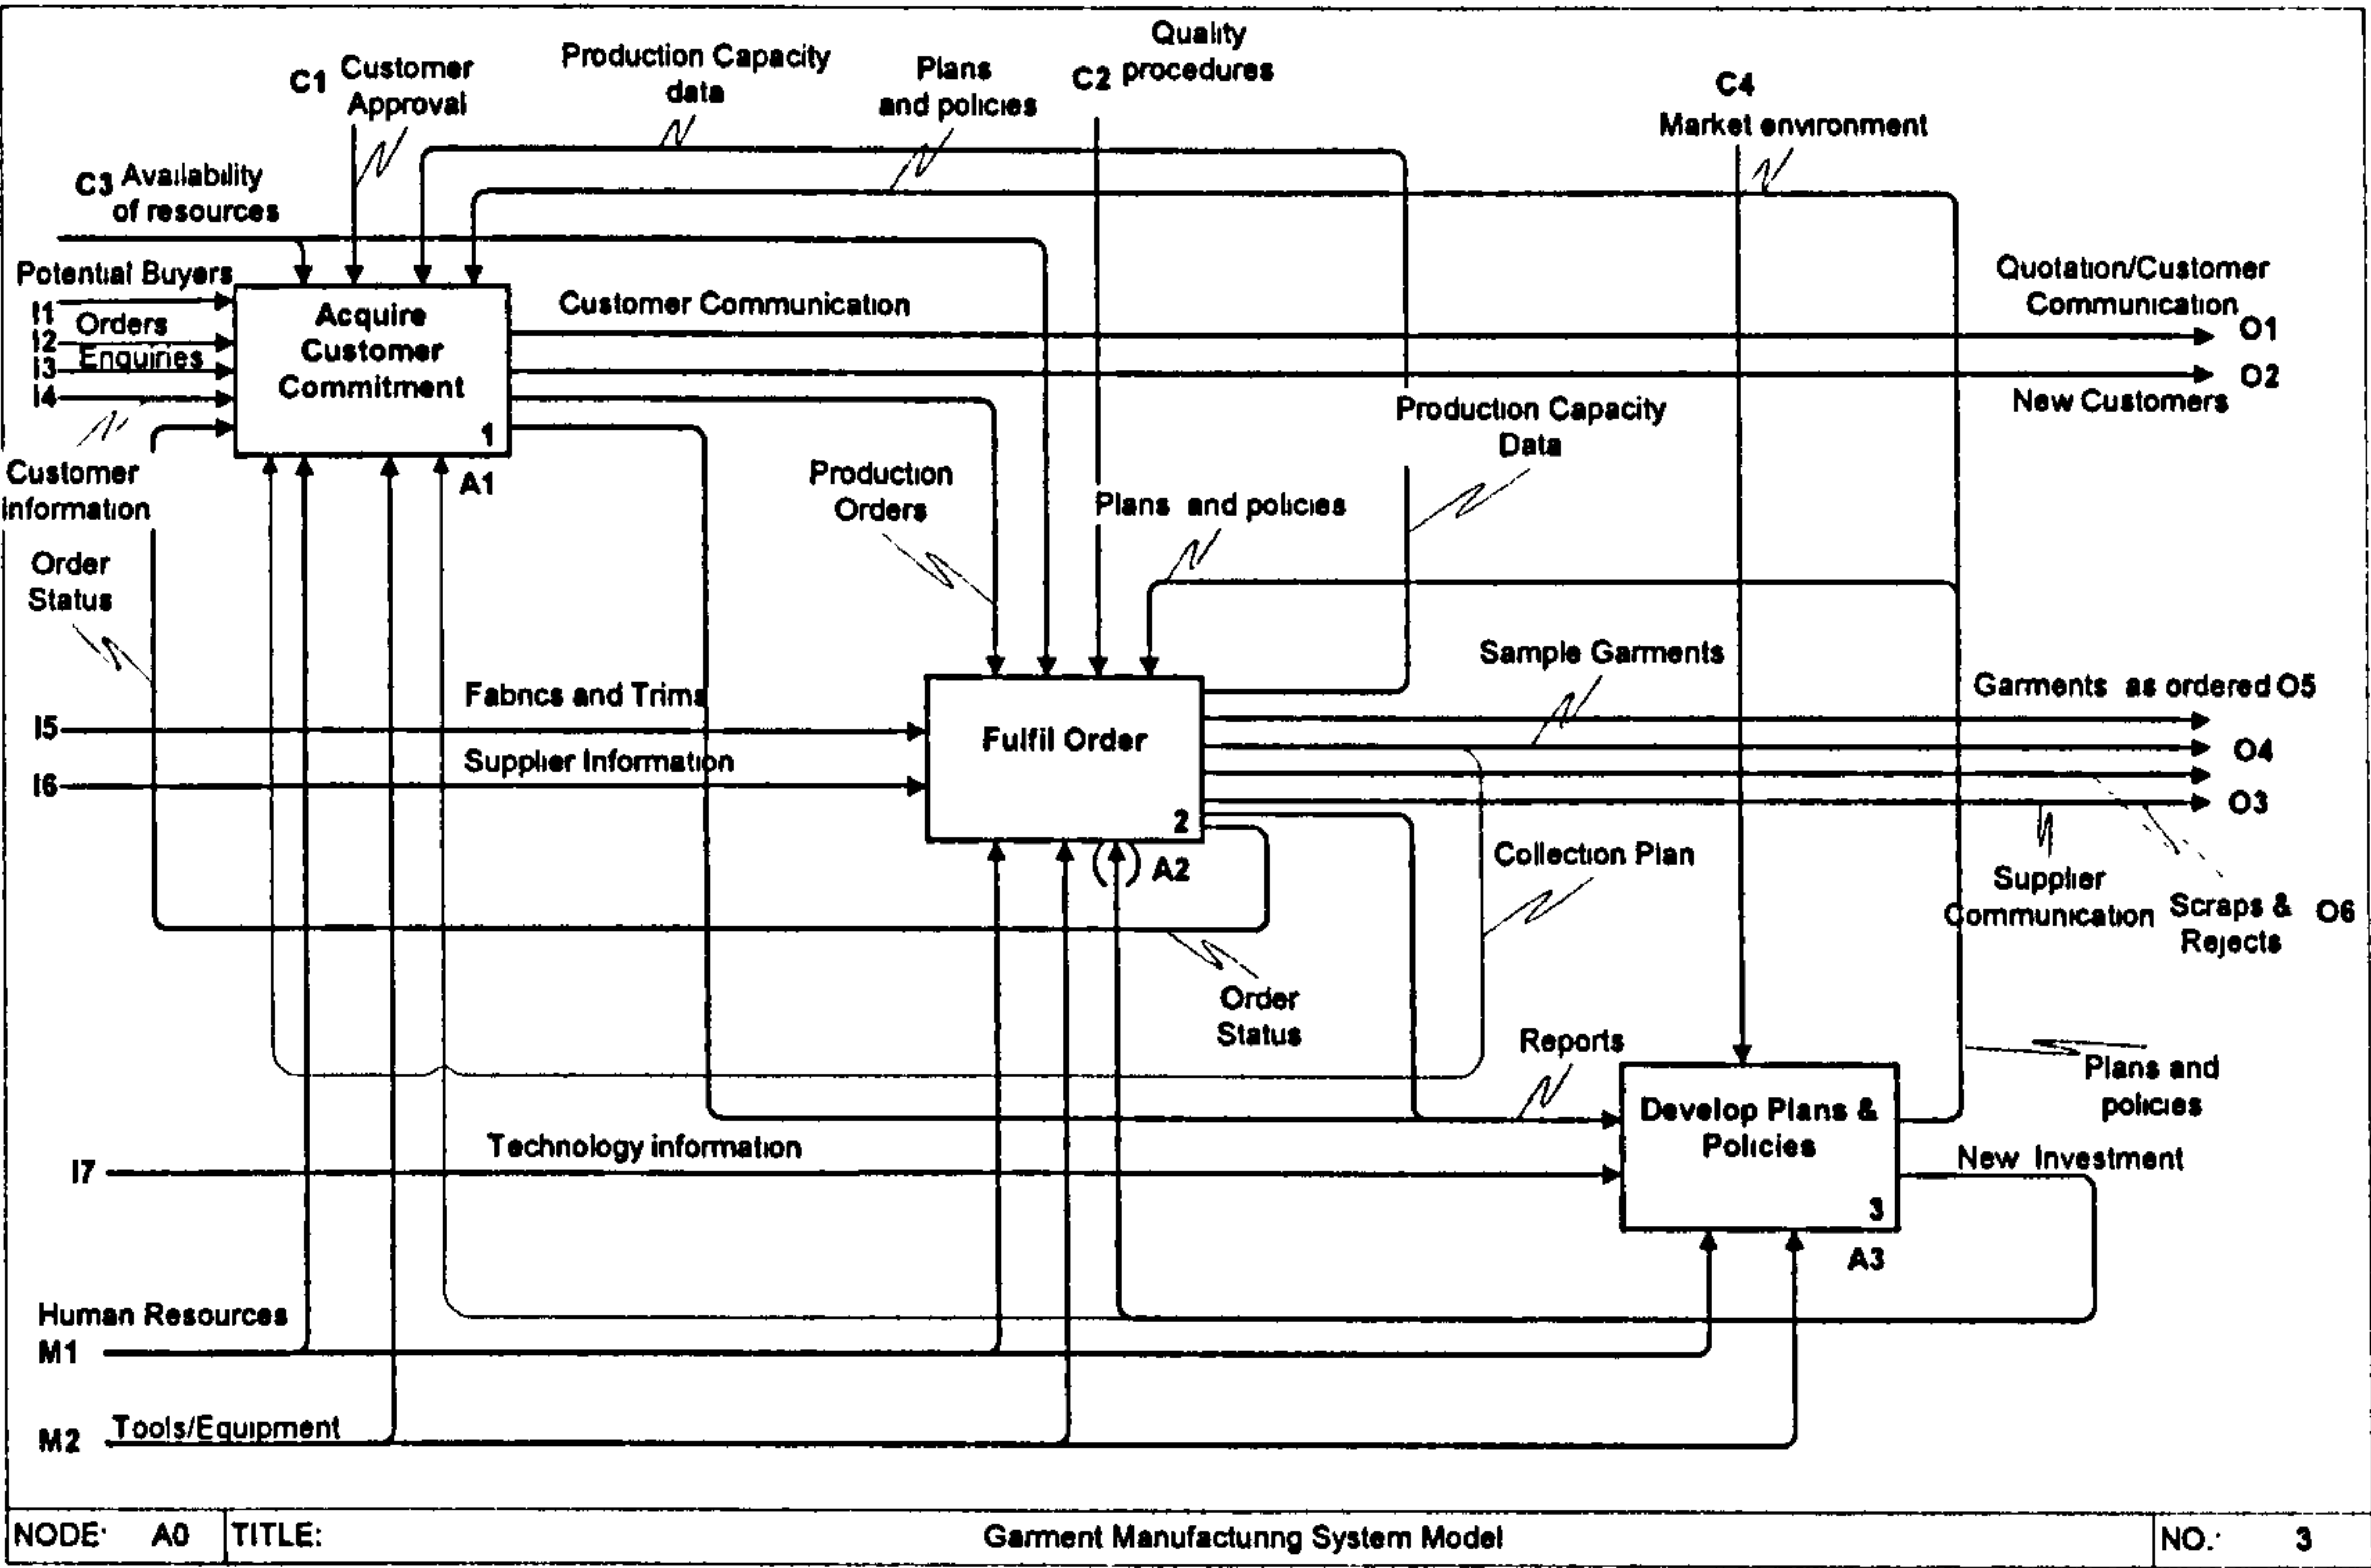 C1 Customer
Approval
Production Capacity
data
Plans
and policies
Quality
C2 procedures
C4
Market environment
C3 Availability
of resources
Potential Buyers
I1
Orders
I2
Enquiries
I3
I4
Acquire
Customer
Commitment
1
A1
Customer Communication
Quotation/Customer
Communication
O1
O2
New Customers
Customer
information
Order
Status
Production
Orders
Production Capacity
Data
Plans and policies
Sample Garments
Garments as ordered O5
Fabrics and Trims
I5
Supplier Information
I6
Fulfil Order
2
A2
O4
O3
Collection Plan
Supplier
Communication
Scraps & O6
Rejects
Order
Status
Reports
Develop Plans &
Policies
3
A3
Plans and
policies
New Investment
Technology information
I7
Human Resources
M1
M2 Tools/Equipment
NODE: A0 TITLE: Garment Manufacturing System Model NO.: 3